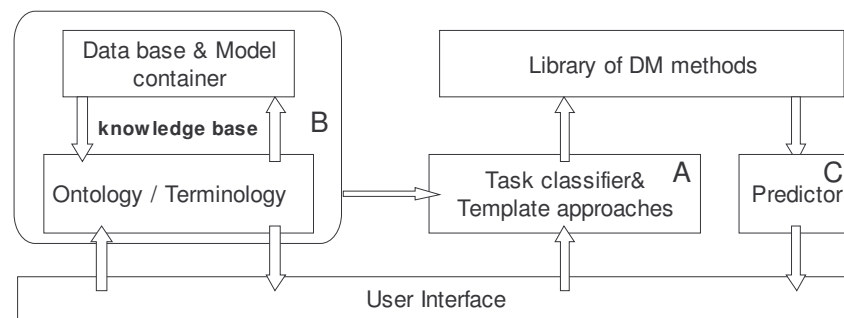 Data base & Model
container
Library of DM methods
knowledge base
B
Ontology / Terminology
Task classifier&
Template approaches
A
C
Predictor
User Interface